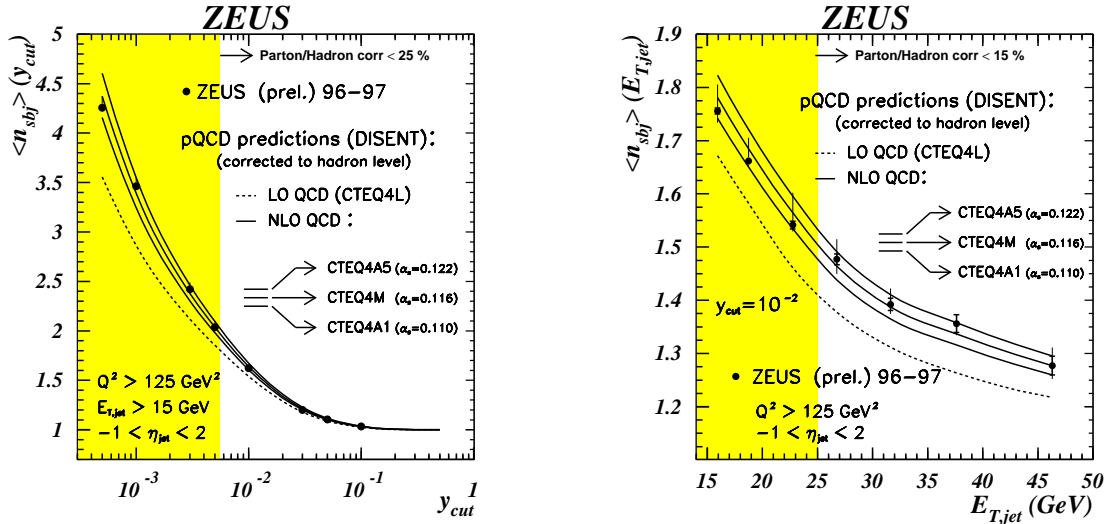 ZEUS
<n_sbj> (y_cut)
5
4.5
4
3.5
3
2.5
2
1.5
1
Parton/Hadron corr < 25 %
ZEUS (prel.) 96-97
pQCD predictions (DISENT):
(corrected to hadron level)
LO QCD (CTEQ4L)
NLO QCD :
CTEQ4A5 (α_s=0.122)
CTEQ4M (α_s=0.116)
CTEQ4A1 (α_s=0.110)
Q² > 125 GeV²
E_T,jet > 15 GeV
-1 < η_jet < 2
10⁻³ 10⁻² 10⁻¹ 1
y_cut
ZEUS
<n_sbj> (E_T,jet)
1.9
1.8
1.7
1.6
1.5
1.4
1.3
1.2
Parton/Hadron corr < 15 %
pQCD predictions (DISENT):
(corrected to hadron level)
LO QCD (CTEQ4L)
NLO QCD:
CTEQ4A5 (α_s=0.122)
CTEQ4M (α_s=0.116)
CTEQ4A1 (α_s=0.110)
y_cut=10⁻²
ZEUS (prel.) 96-97
Q² > 125 GeV²
-1 < η_jet < 2
15 20 25 30 35 40 45 50
E_T,jet (GeV)